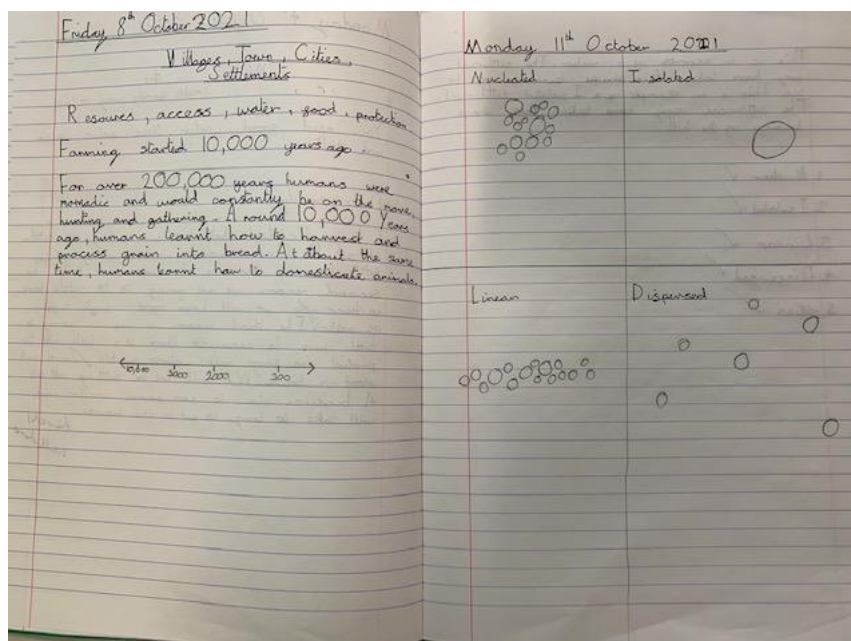 Friday 8th October 2021
Villages, Town, Cities,
Settlements
Resoures, access, water, food, protection
Farming started 10,000 years ago.
For over 200,000 years humans were
nomadic and would constantly be on the move,
hunting and gathering. Around 10,000 years
ago, humans learnt how to harvest and
process grain into bread. At about the same
time, humans learnt how to domesticate animals.
10,000 5000 2000 300
Monday 11th October 2021
Nucleated Isolated
Linear Dispersed